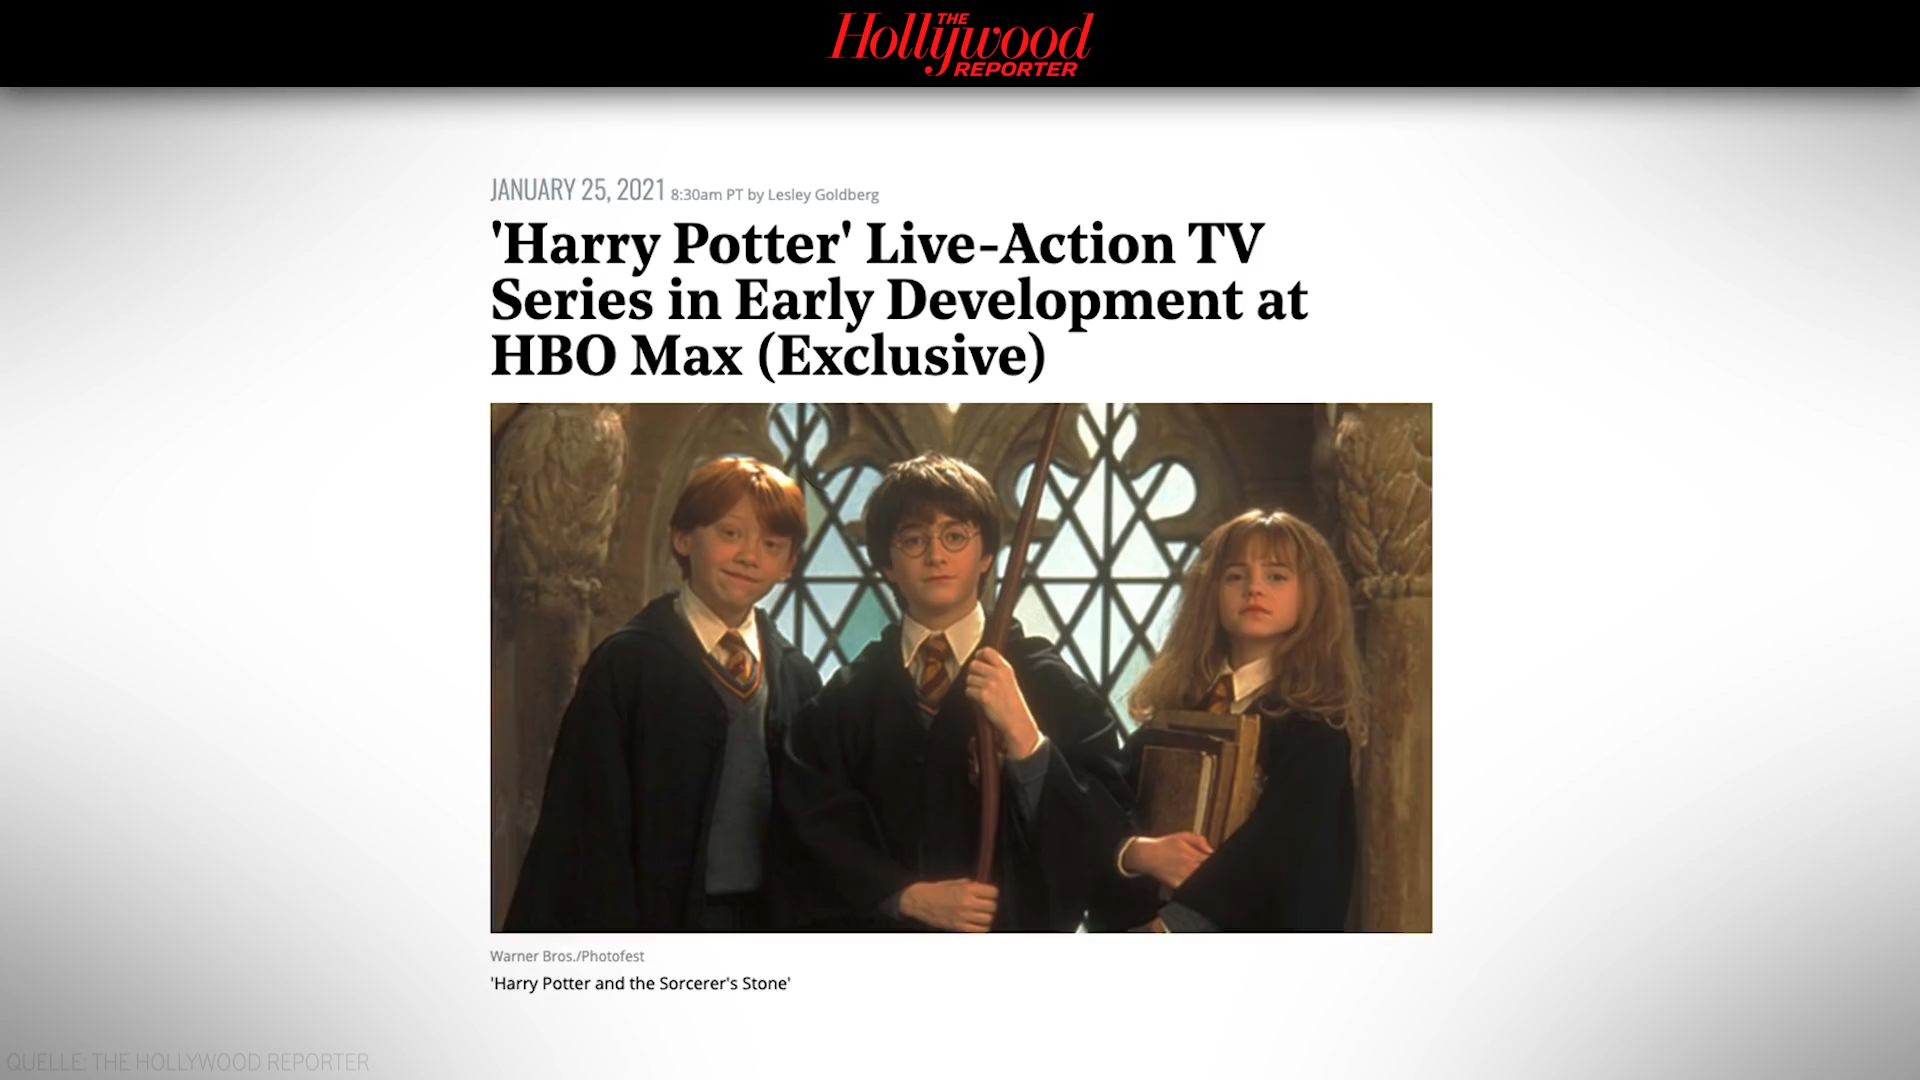 THE
Hollywood
REPORTER
JANUARY 25, 2021 8:30am PT by Lesley Goldberg
'Harry Potter' Live-Action TV
Series in Early Development at
HBO Max (Exclusive)
Warner Bros./Photofest
'Harry Potter and the Sorcerer's Stone'
QUELLE: THE HOLLYWOOD REPORTER